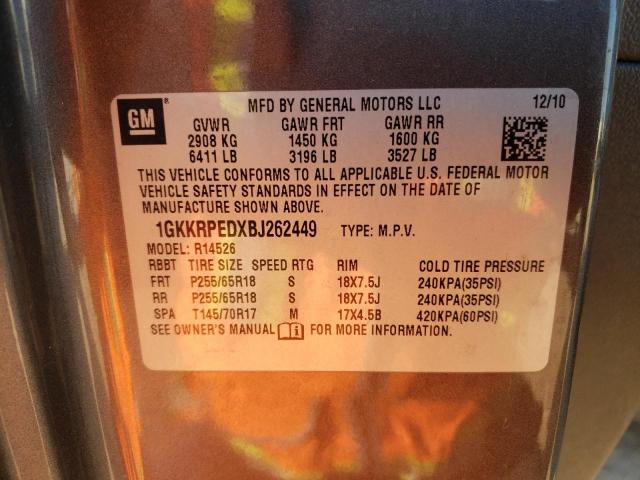 GM ® MFD BY GENERAL MOTORS LLC 12/10
GVWR GAWR FRT GAWR RR
2908 KG 1450 KG 1600 KG
6411 LB 3196 LB 3527 LB
THIS VEHICLE CONFORMS TO ALL APPLICABLE U.S. FEDERAL MOTOR
VEHICLE SAFETY STANDARDS IN EFFECT ON THE DATE OF
MANUFACTURE SHOWN ABOVE.
1GKKRPEDXBJ262449 TYPE: M.P.V.
MODEL: R14526
RBBT TIRE SIZE SPEED RTG RIM COLD TIRE PRESSURE
FRT P255/65R18 S 18X7.5J 240KPA(35PSI)
RR P255/65R18 S 18X7.5J 240KPA(35PSI)
SPA T145/70R17 M 17X4.5B 420KPA(60PSI)
SEE OWNER'S MANUAL FOR MORE INFORMATION.